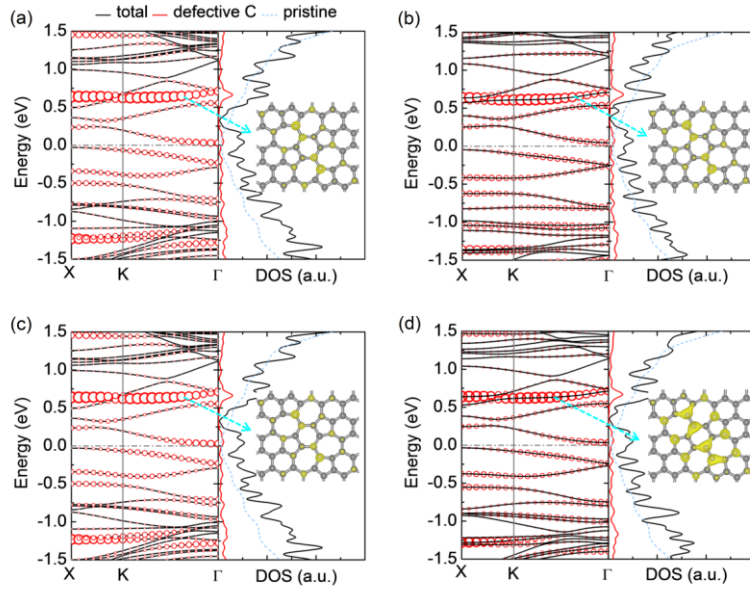 total defective C pristine
(a) (b)
1.5 1.5
1.0 1.0
0.5 0.5
0.0 0.0
-0.5 -0.5
-1.0 -1.0
-1.5 -1.5
Energy (eV) Energy (eV)
X K Γ DOS (a.u.) X K Γ DOS (a.u.)
(c) (d)
1.5 1.5
1.0 1.0
0.5 0.5
0.0 0.0
-0.5 -0.5
-1.0 -1.0
-1.5 -1.5
Energy (eV) Energy (eV)
X K Γ DOS (a.u.) X K Γ DOS (a.u.)